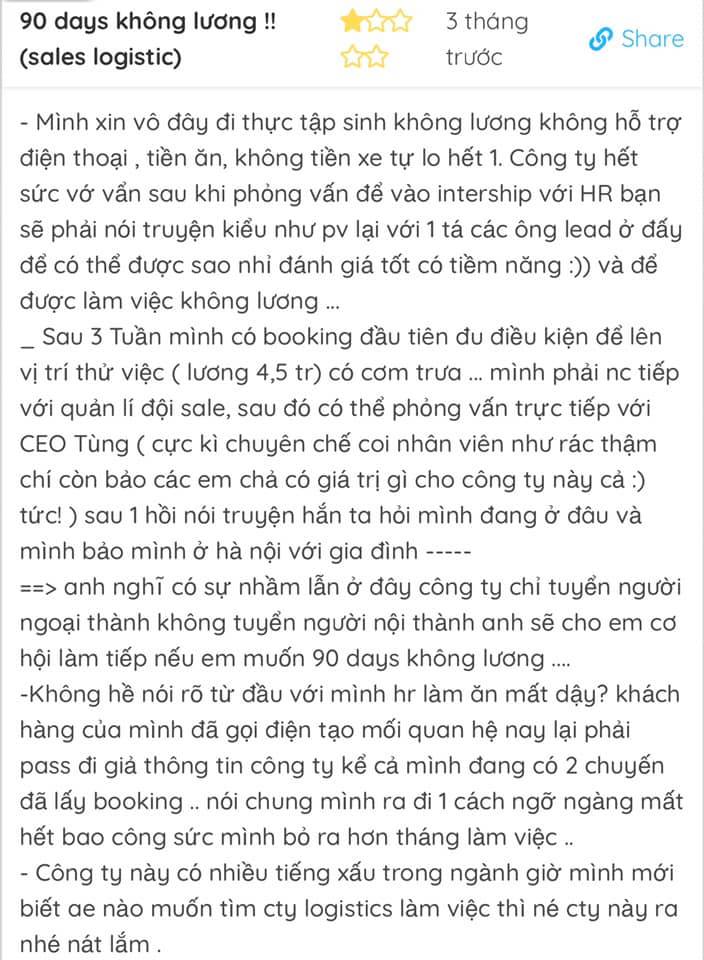 90 days không lương !!
(sales logistic)
3 tháng
trước
Share
- Mình xin vô đây đi thực tập sinh không lương không hỗ trợ
điện thoại , tiền ăn, không tiền xe tự lo hết 1. Công ty hết
sức vớ vẩn sau khi phỏng vấn để vào intership với HR bạn
sẽ phải nói truyện kiểu như pv lại với 1 tá các ông lead ở đấy
để có thể được sao nhỉ đánh giá tốt có tiềm năng :)) và để
được làm việc không lương ...
_ Sau 3 Tuần mình có booking đầu tiên đu điều kiện để lên
vị trí thử việc ( lương 4,5 tr) có cơm trưa ... mình phải nc tiếp
với quản lí đội sale, sau đó có thể phỏng vấn trực tiếp với
CEO Tùng ( cực kì chuyên chế coi nhân viên như rác thậm
chí còn bảo các em chả có giá trị gì cho công ty này cả :)
tức! ) sau 1 hồi nói truyện hắn ta hỏi mình đang ở đâu và
mình bảo mình ở hà nội với gia đình -----
==> anh nghĩ có sự nhầm lẫn ở đây công ty chỉ tuyển người
ngoại thành không tuyển người nội thành anh sẽ cho em cơ
hội làm tiếp nếu em muốn 90 days không lương ....
-Không hề nói rõ từ đầu với mình hr làm ăn mất dậy? khách
hàng của mình đã gọi điện tạo mối quan hệ nay lại phải
pass đi giả thông tin công ty kể cả mình đang có 2 chuyến
đã lấy booking .. nói chung mình ra đi 1 cách ngỡ ngàng mất
hết bao công sức mình bỏ ra hơn tháng làm việc ..
- Công ty này có nhiều tiếng xấu trong ngành giờ mình mới
biết ae nào muốn tìm cty logistics làm việc thì né cty này ra
nhé nát lắm .